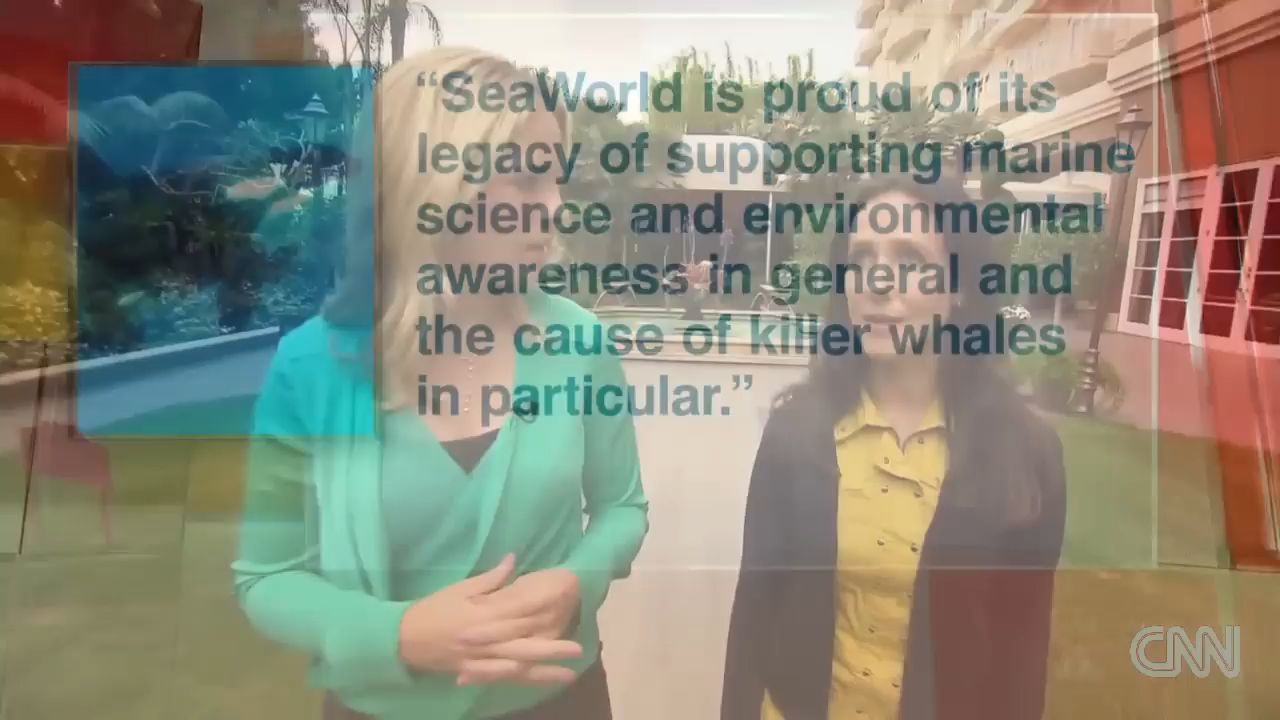 “SeaWorld is proud of its
legacy of supporting marine
science and environmental
awareness in general and
the cause of killer whales
in particular.”
CNN